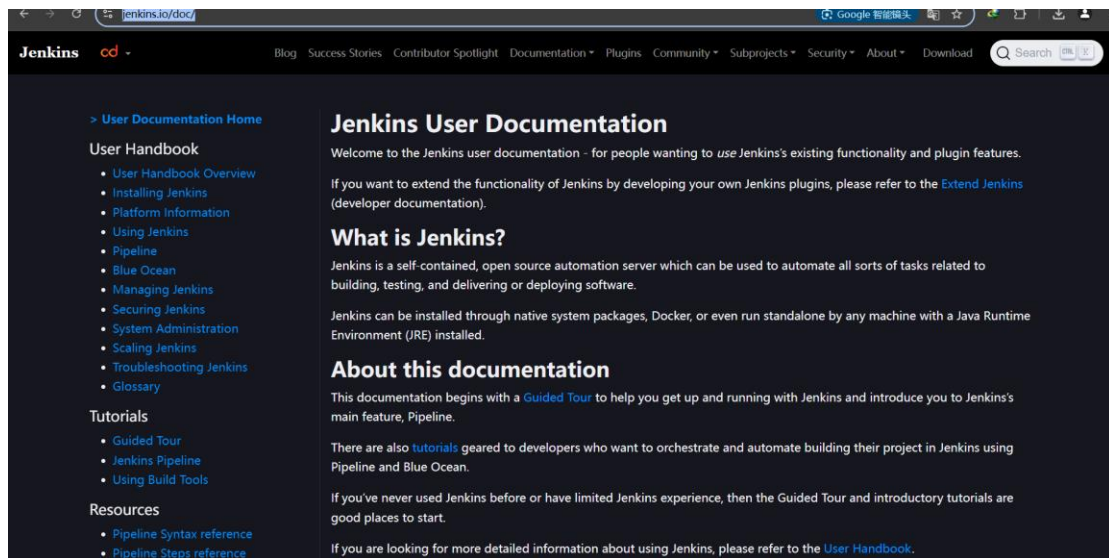 jenkins.io/doc/
Google 智能镜头
Jenkins cd Blog Success Stories Contributor Spotlight Documentation Plugins Community Subprojects Security About Download Search
> User Documentation Home
User Handbook
• User Handbook Overview
• Installing Jenkins
• Platform Information
• Using Jenkins
• Pipeline
• Blue Ocean
• Managing Jenkins
• Securing Jenkins
• System Administration
• Scaling Jenkins
• Troubleshooting Jenkins
• Glossary
Tutorials
• Guided Tour
• Jenkins Pipeline
• Using Build Tools
Resources
• Pipeline Syntax reference
• Pipeline Steps reference
Jenkins User Documentation
Welcome to the Jenkins user documentation - for people wanting to use Jenkins's existing functionality and plugin features.
If you want to extend the functionality of Jenkins by developing your own Jenkins plugins, please refer to the Extend Jenkins
(developer documentation).
What is Jenkins?
Jenkins is a self-contained, open source automation server which can be used to automate all sorts of tasks related to
building, testing, and delivering or deploying software.
Jenkins can be installed through native system packages, Docker, or even run standalone by any machine with a Java Runtime
Environment (JRE) installed.
About this documentation
This documentation begins with a Guided Tour to help you get up and running with Jenkins and introduce you to Jenkins's
main feature, Pipeline.
There are also tutorials geared to developers who want to orchestrate and automate building their project in Jenkins using
Pipeline and Blue Ocean.
If you've never used Jenkins before or have limited Jenkins experience, then the Guided Tour and introductory tutorials are
good places to start.
If you are looking for more detailed information about using Jenkins, please refer to the User Handbook.